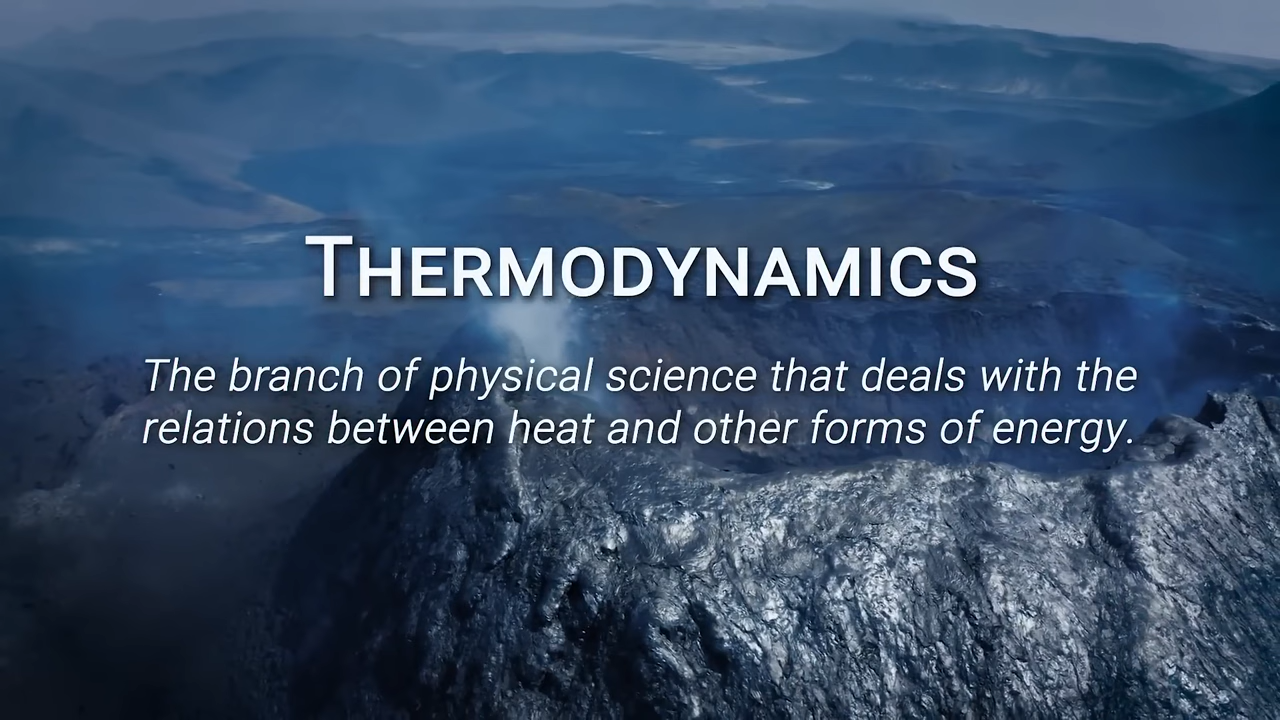 THERMODYNAMICS
The branch of physical science that deals with the
relations between heat and other forms of energy.